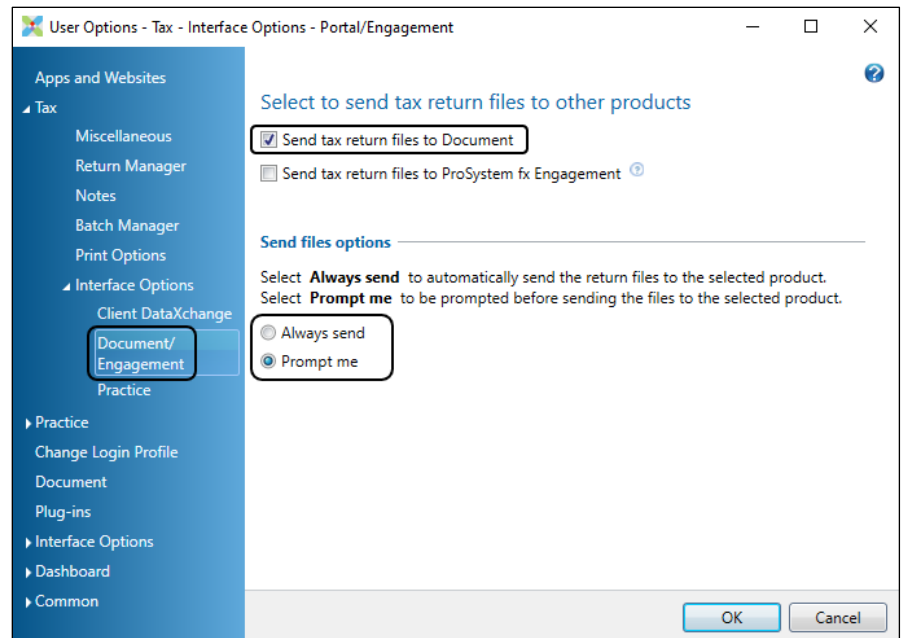 User Options - Tax - Interface Options - Portal/Engagement
Apps and Websites
Tax
Miscellaneous
Return Manager
Notes
Batch Manager
Print Options
Interface Options
Client DataXchange
Document/
Engagement
Practice
Practice
Change Login Profile
Document
Plug-ins
Interface Options
Dashboard
Common
?
Select to send tax return files to other products
Send tax return files to Document
Send tax return files to ProSystem fx Engagement ?
Send files options
Select Always send to automatically send the return files to the selected product.
Select Prompt me to be prompted before sending the files to the selected product.
Always send
Prompt me
OK
Cancel